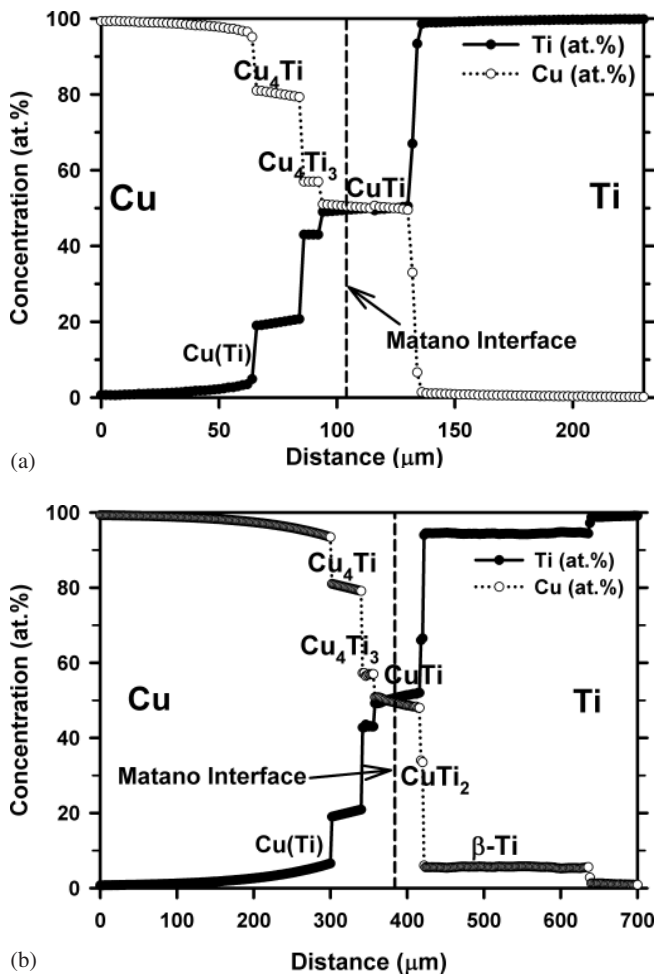 100
80
60
40
20
0
Concentration (at.%)
Cu₄Ti
Ti (at.%)
Cu (at.%)
Cu₄Ti₃
CuTi
Cu
Ti
Matano Interface
Cu(Ti)
0
50
100
150
200
Distance (μm)
(a)
100
80
60
40
20
0
Concentration (at.%)
Cu₄Ti
Ti (at.%)
Cu (at.%)
Cu₄Ti₃
CuTi
Cu
Ti
Matano Interface
CuTi₂
Cu(Ti)
β-Ti
0
100
200
300
400
500
600
700
Distance (μm)
(b)